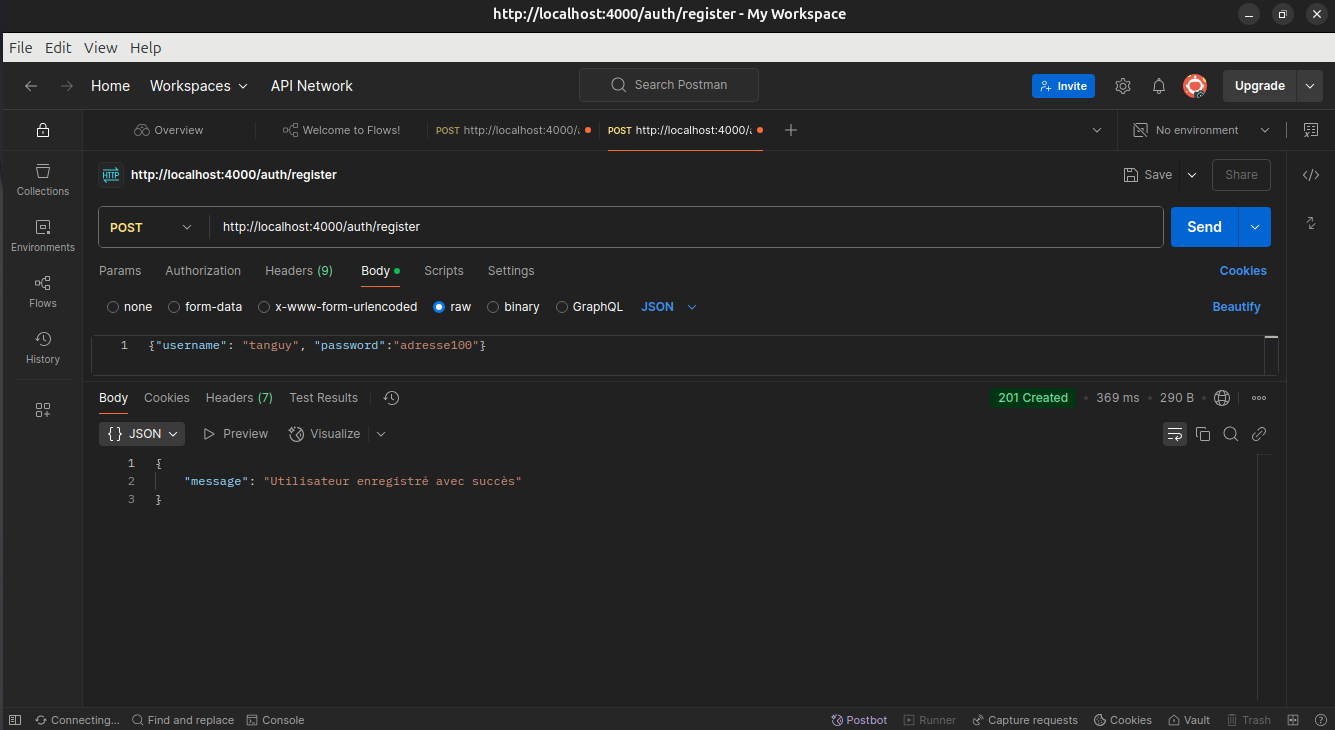 http://localhost:4000/auth/register - My Workspace
File Edit View Help
Home Workspaces API Network Search Postman Invite Upgrade
Overview Welcome to Flows! POST http://localhost:4000/ POST http://localhost:4000/ No environment
HTTP http://localhost:4000/auth/register Save Share
Collections
POST http://localhost:4000/auth/register Send
Environments
Params Authorization Headers (9) Body Scripts Settings Cookies
Flows
none form-data x-www-form-urlencoded raw binary GraphQL JSON Beautify
History
1 {"username": "tanguy", "password":"adresse100"}
Body Cookies Headers (7) Test Results 201 Created 369 ms 290 B
{} JSON Preview Visualize
1 {
2 "message": "Utilisateur enregistré avec succès"
3 }
Connecting... Find and replace Console Postbot Runner Capture requests Cookies Vault Trash